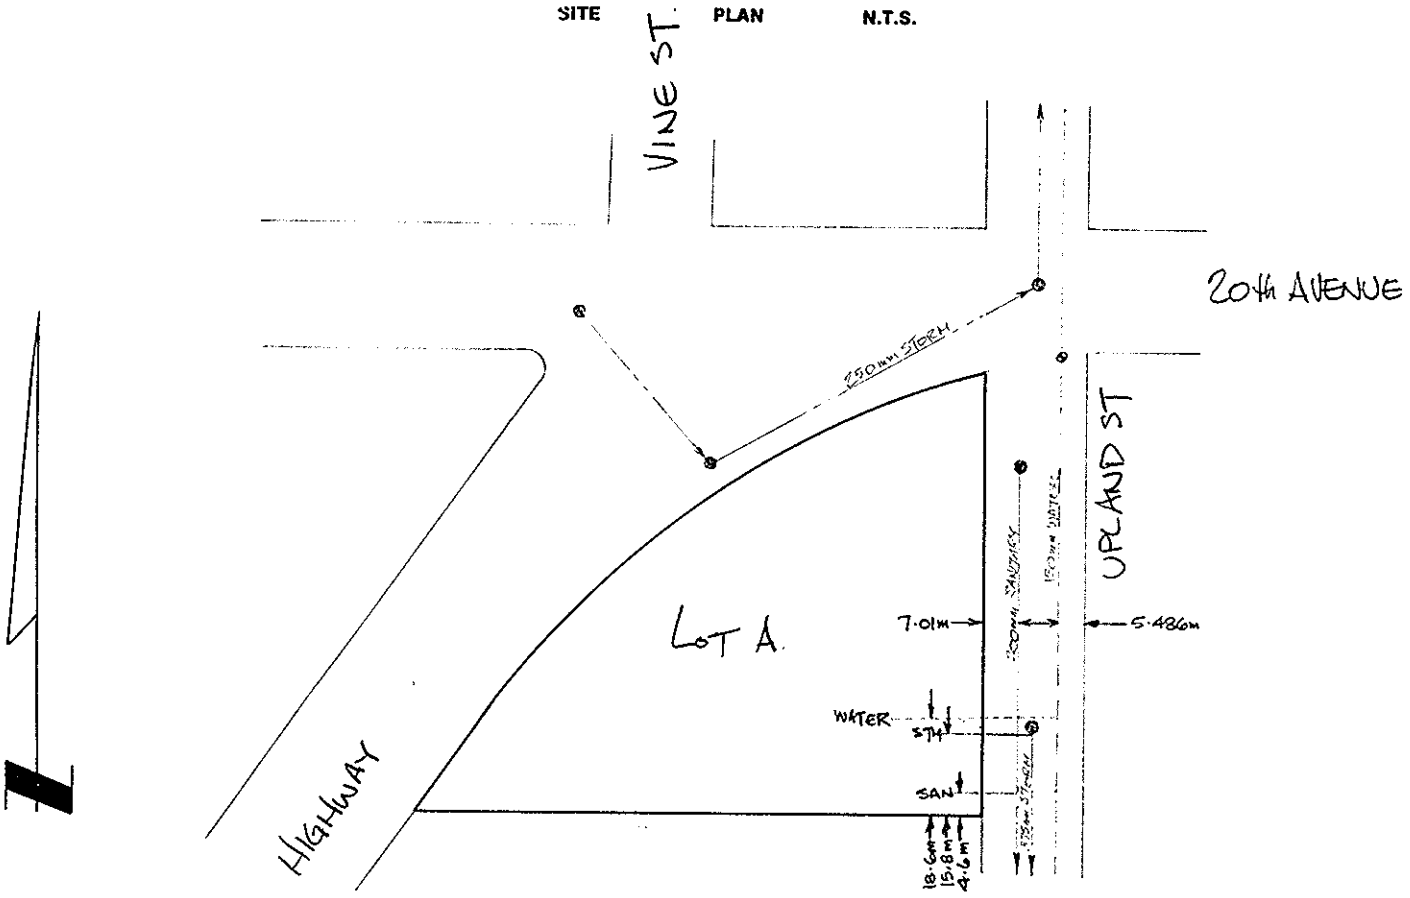 SITE PLAN N.T.S.
VINE ST.
20th AVENUE
250mm STORM
UPLAND ST
200mm SANITARY
150mm WATER
7.01m
5.486m
LOT A.
WATER
STM
SAN
HIGHWAY
18.6m
15.8m
4.6m